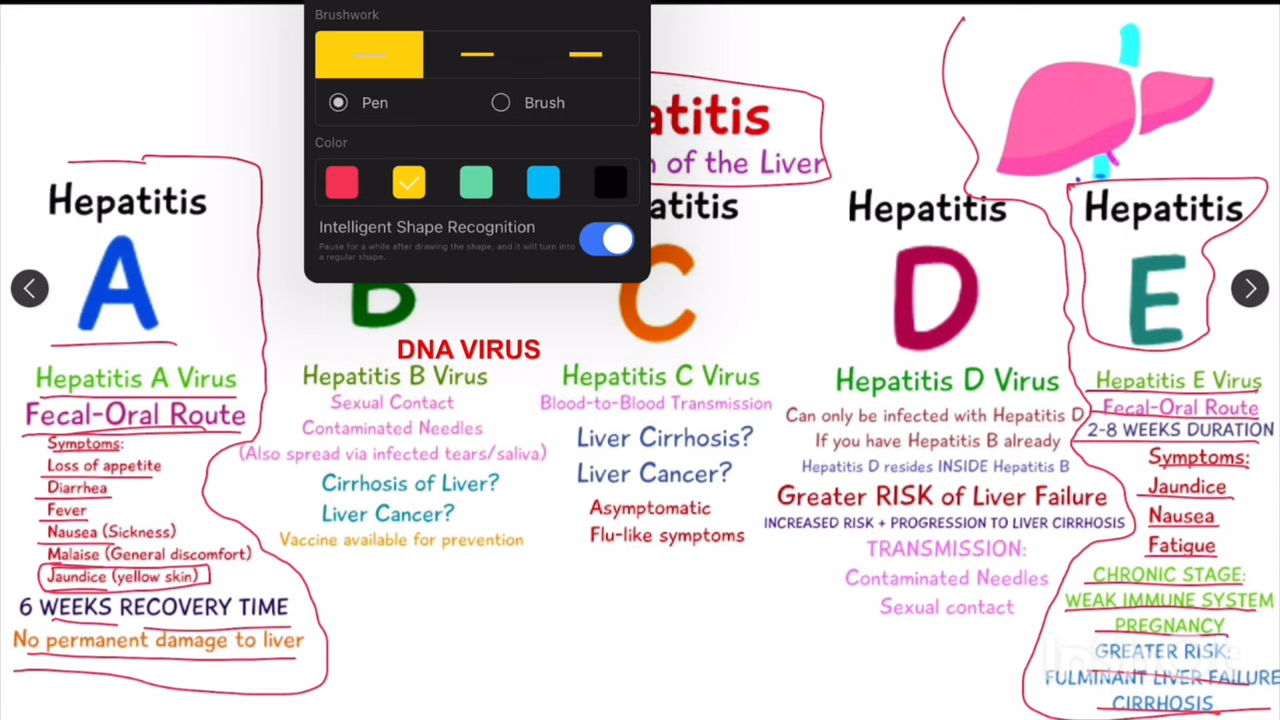 Brushwork
Pen
Brush
Color
Intelligent Shape Recognition
Pause for a while after drawing the shape, and it will turn into
a regular shape.
atitis
n of the Liver
Hepatitis
A
Hepatitis A Virus
Fecal-Oral Route
Symptoms:
Loss of appetite
Diarrhea
Fever
Nausea (Sickness)
Malaise (General discomfort)
Jaundice (yellow skin)
6 WEEKS RECOVERY TIME
No permanent damage to liver
B
DNA VIRUS
Hepatitis B Virus
Sexual Contact
Contaminated Needles
(Also spread via infected tears/saliva)
Cirrhosis of Liver?
Liver Cancer?
Vaccine available for prevention
atitis
C
Hepatitis C Virus
Blood-to-Blood Transmission
Liver Cirrhosis?
Liver Cancer?
Asymptomatic
Flu-like symptoms
Hepatitis
D
Hepatitis D Virus
Can only be infected with Hepatitis D
If you have Hepatitis B already
Hepatitis D resides INSIDE Hepatitis B
Greater RISK of Liver Failure
INCREASED RISK + PROGRESSION TO LIVER CIRRHOSIS
TRANSMISSION:
Contaminated Needles
Sexual contact
Hepatitis
E
Hepatitis E Virus
Fecal-Oral Route
2-8 WEEKS DURATION
Symptoms:
Jaundice
Nausea
Fatigue
CHRONIC STAGE:
WEAK IMMUNE SYSTEM
PREGNANCY
GREATER RISK:
FULMINANT LIVER FAILURE
CIRRHOSIS